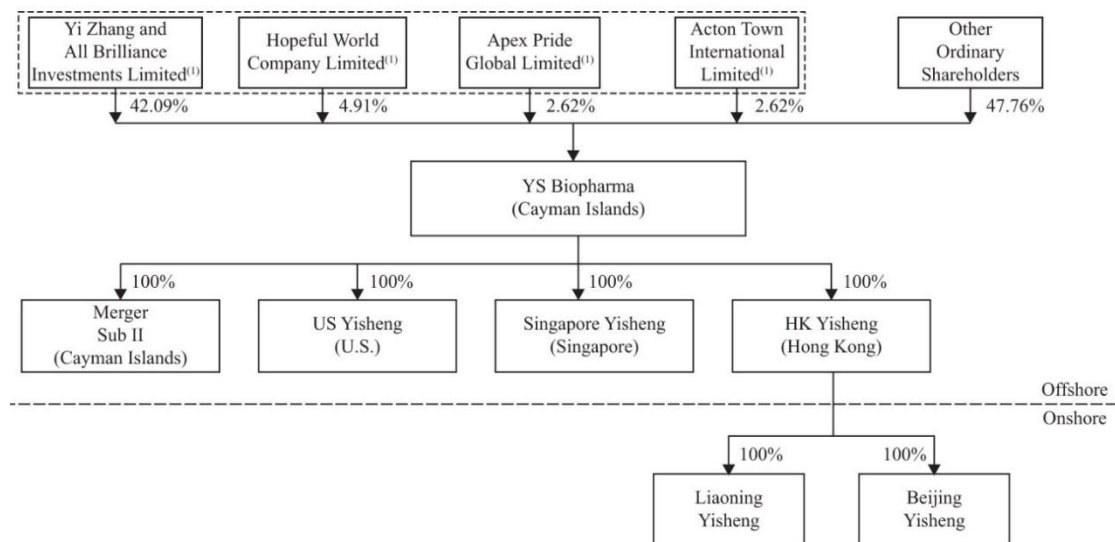 Yi Zhang and
All Brilliance
Investments Limited(1)
Hopeful World
Company Limited(1)
Apex Pride
Global Limited(1)
Acton Town
International
Limited(1)
Other
Ordinary
Shareholders
42.09%
4.91%
2.62%
2.62%
47.76%
YS Biopharma
(Cayman Islands)
100%
100%
100%
100%
Merger
Sub II
(Cayman Islands)
US Yisheng
(U.S.)
Singapore Yisheng
(Singapore)
HK Yisheng
(Hong Kong)
Offshore
Onshore
100%
100%
Liaoning
Yisheng
Beijing
Yisheng